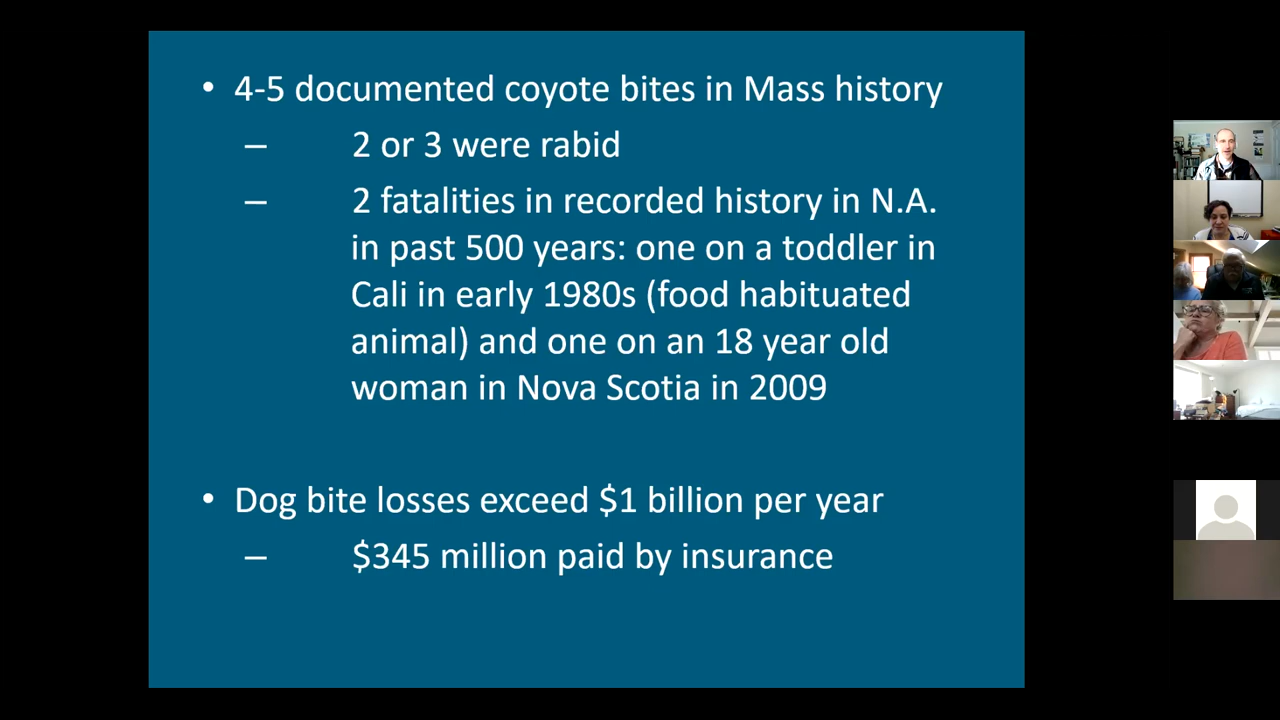 • 4-5 documented coyote bites in Mass history
– 2 or 3 were rabid
– 2 fatalities in recorded history in N.A.
in past 500 years: one on a toddler in
Cali in early 1980s (food habituated
animal) and one on an 18 year old
woman in Nova Scotia in 2009
• Dog bite losses exceed $1 billion per year
– $345 million paid by insurance